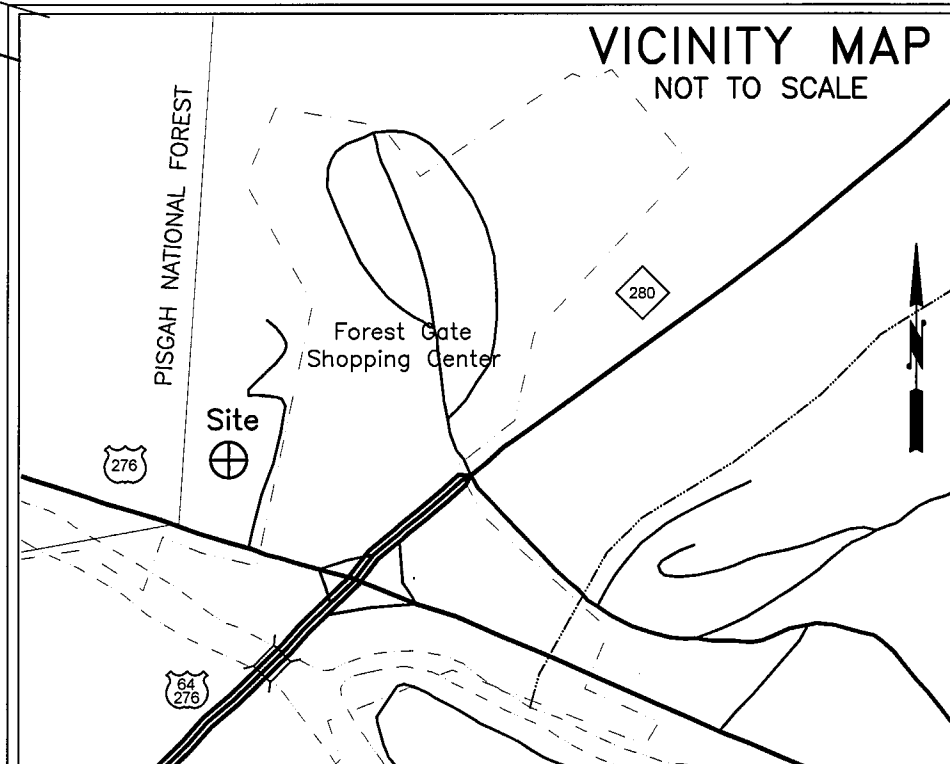 VICINITY MAP
NOT TO SCALE
PISGAH NATIONAL FOREST
280
Forest Gate
Shopping Center
Site
276
N
64
276